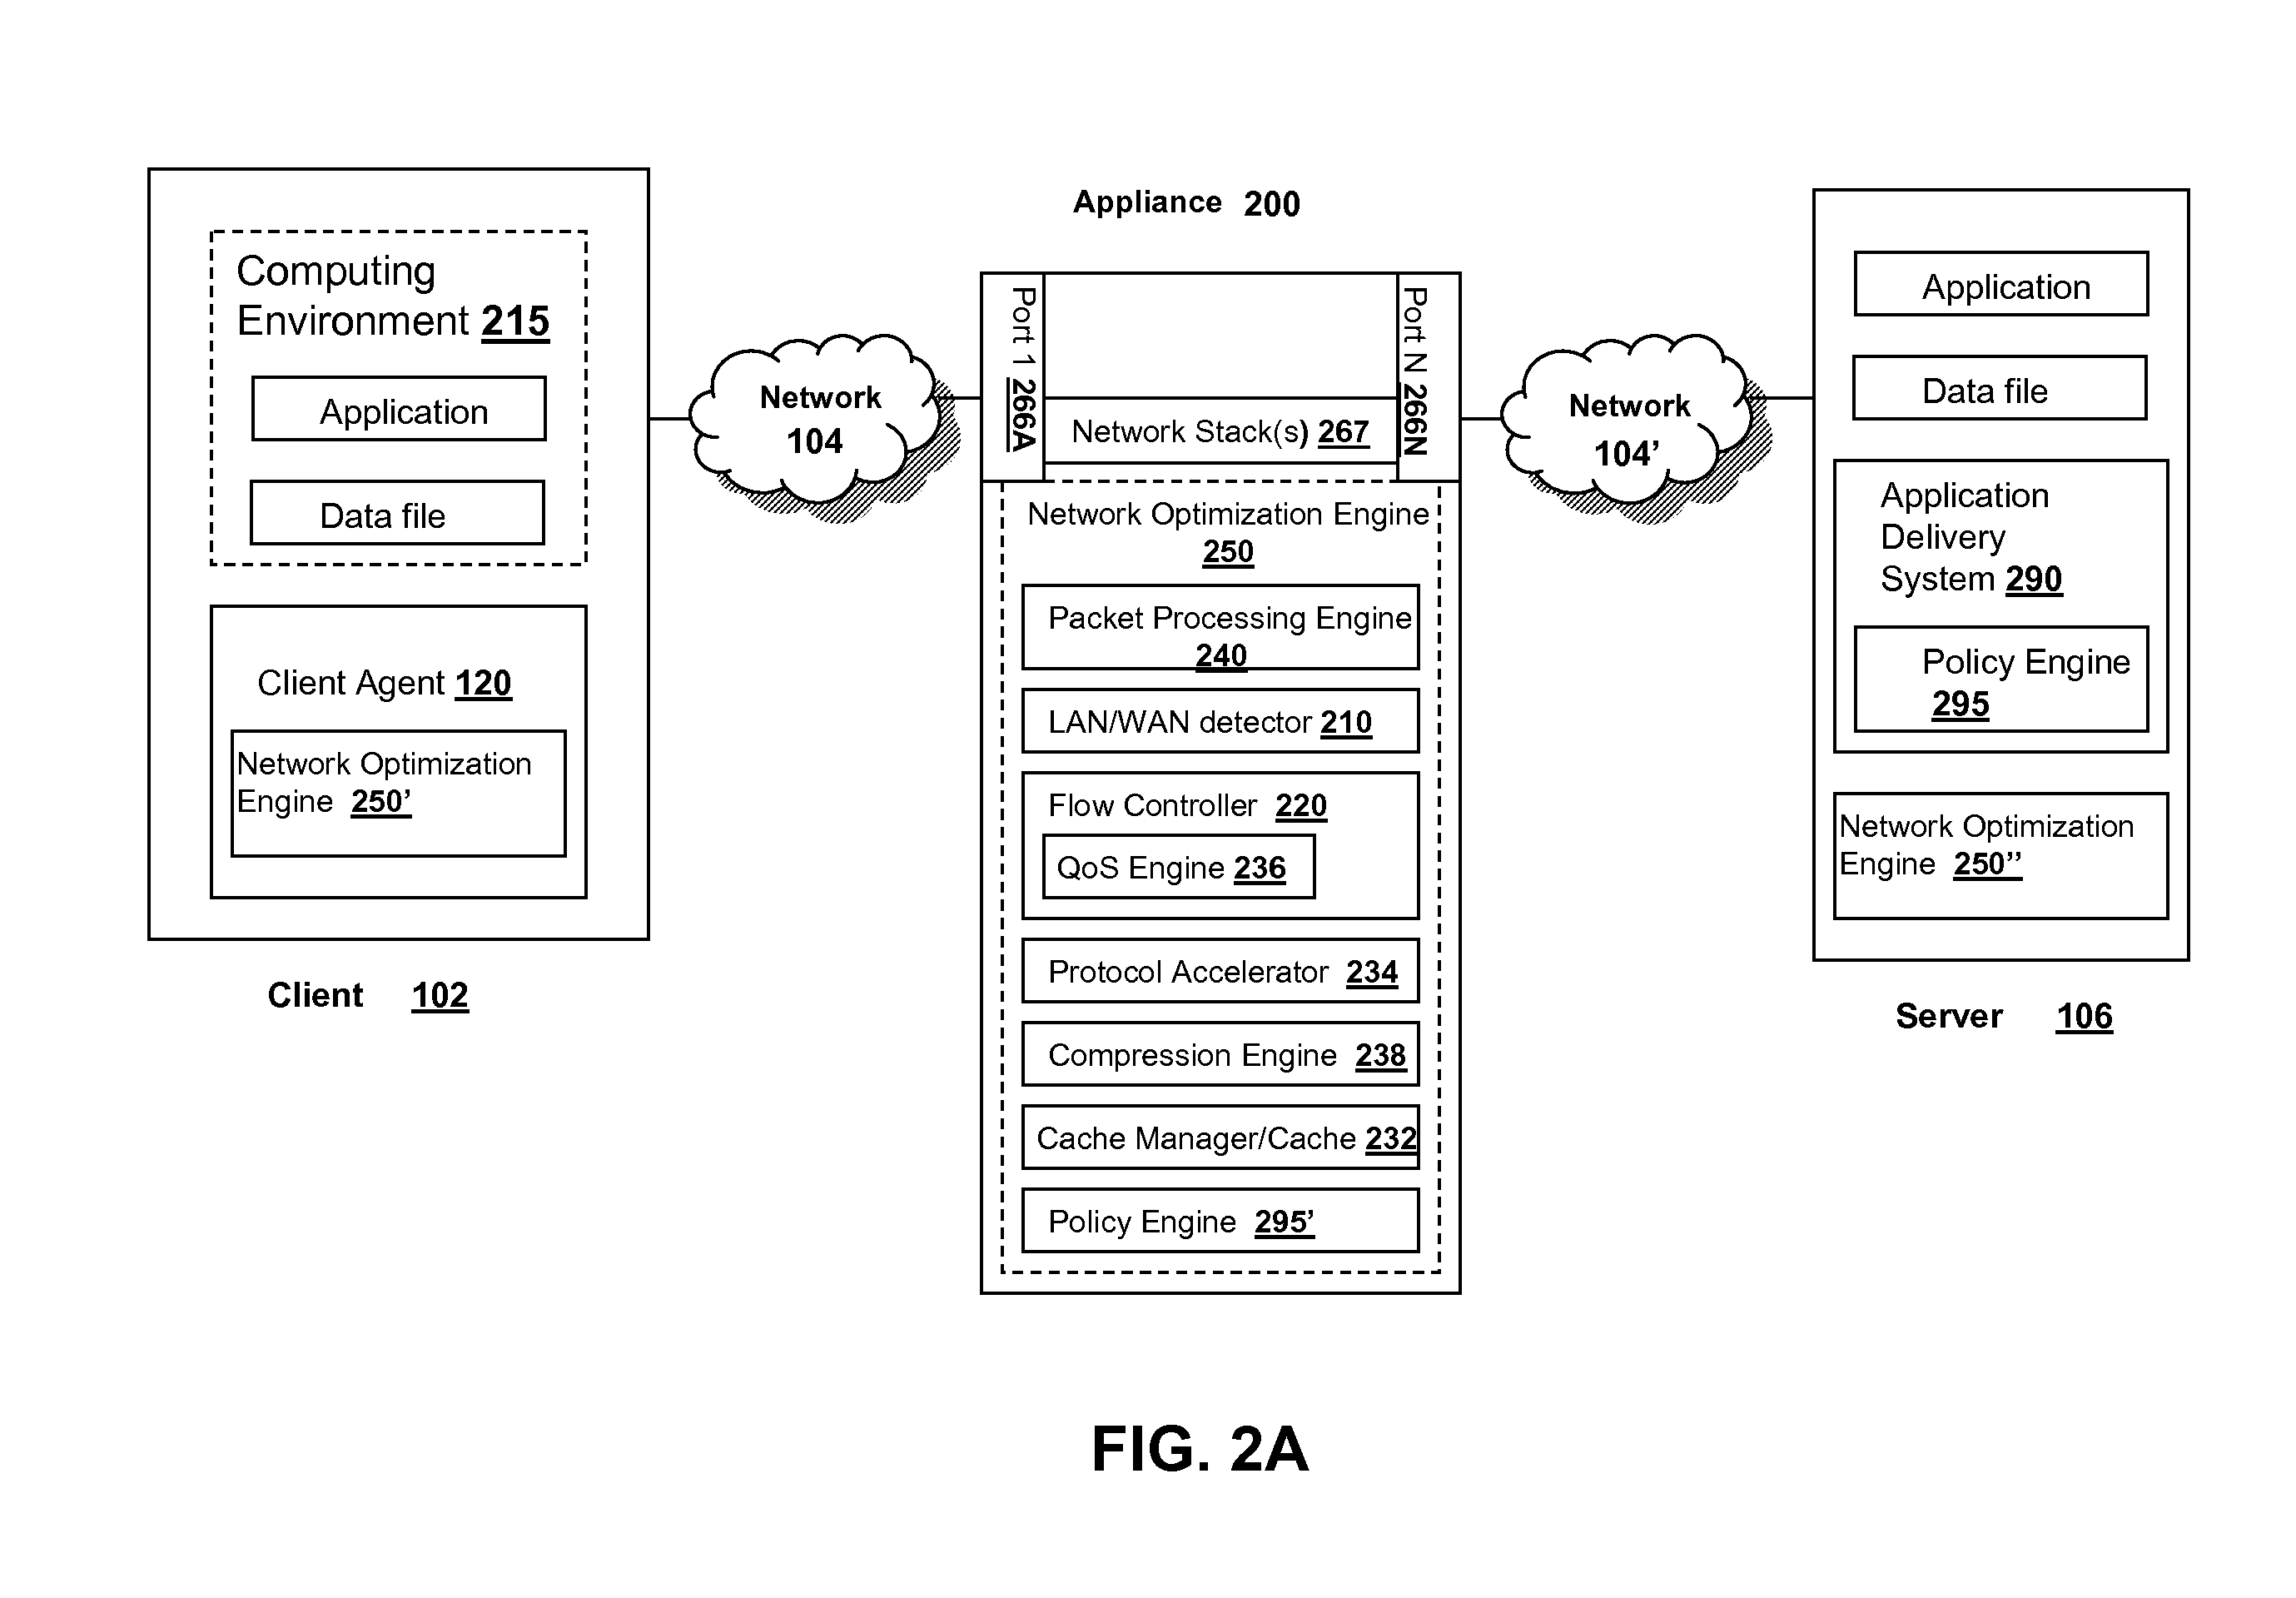 Computing
Environment 215
Application
Data file
Client Agent 120
Network Optimization
Engine 250’
Client 102
Network
104
Appliance 200
Port 1 266A
Port N 266N
Network Stack(s) 267
Network Optimization Engine
250
Packet Processing Engine
240
LAN/WAN detector 210
Flow Controller 220
QoS Engine 236
Protocol Accelerator 234
Compression Engine 238
Cache Manager/Cache 232
Policy Engine 295’
Network
104’
Application
Data file
Application
Delivery
System 290
Policy Engine
295
Network Optimization
Engine 250”
Server 106
FIG. 2A